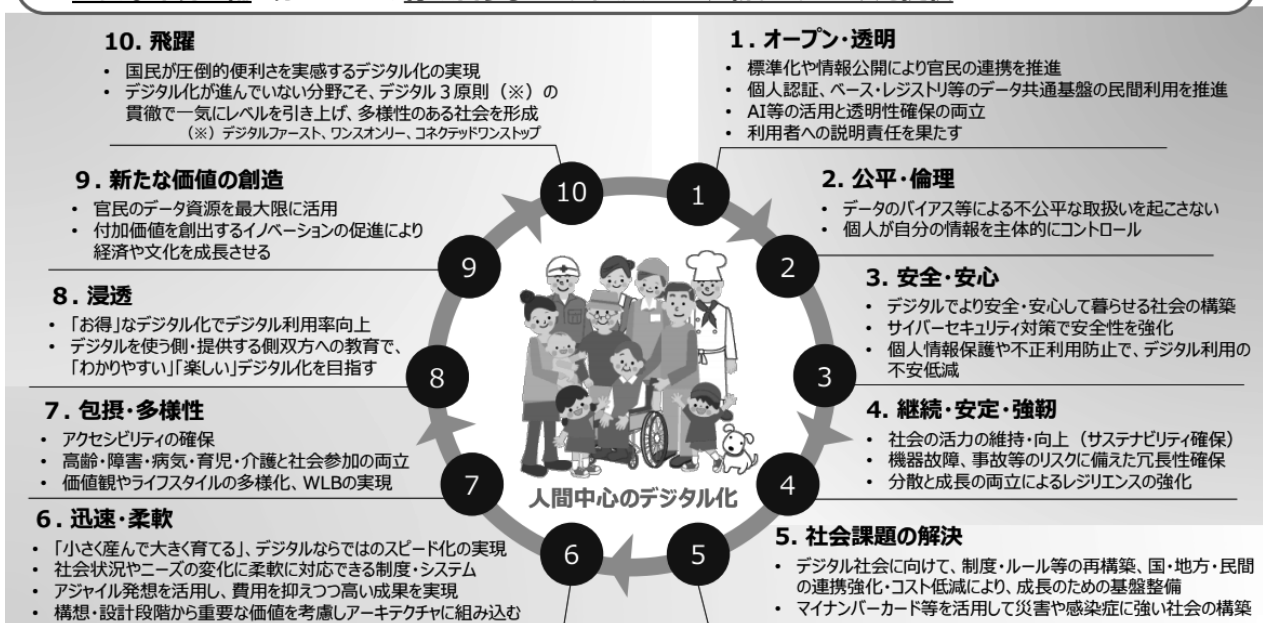 1. オープン・透明
• 標準化や情報公開により官民の連携を推進
• 個人認証、ベース・レジストリ等のデータ共通基盤の民間利用を推進
• AI等の活用と透明性確保の両立
• 利用者への説明責任を果たす
2. 公平・倫理
• データのバイアス等による不公平な取扱いを起こさない
• 個人が自分の情報を主体的にコントロール
3. 安全・安心
• デジタルでより安全・安心して暮らせる社会の構築
• サイバーセキュリティ対策で安全性を強化
• 個人情報保護や不正利用防止で、デジタル利用の
不安低減
4. 継続・安定・強靭
• 社会の活力の維持・向上（サステナビリティ確保）
• 機器故障、事故等のリスクに備えた冗長性確保
• 分散と成長の両立によるレジリエンスの強化
5. 社会課題の解決
• デジタル社会に向けて、制度・ルール等の再構築、国・地方・民間
の連携強化・コスト低減により、成長のための基盤整備
• マイナンバーカード等を活用して災害や感染症に強い社会の構築
6. 迅速・柔軟
• 「小さく産んで大きく育てる」、デジタルならではのスピード化の実現
• 社会状況やニーズの変化に柔軟に対応できる制度・システム
• アジャイル発想を活用し、費用を抑えつつ高い成果を実現
• 構想・設計段階から重要な価値を考慮しアーキテクチャに組み込む
7. 包摂・多様性
• アクセシビリティの確保
• 高齢・障害・病気・育児・介護と社会参加の両立
• 価値観やライフスタイルの多様化、WLBの実現
8. 浸透
• 「お得」なデジタル化でデジタル利用率向上
• デジタルを使う側・提供する側双方への教育で、
「わかりやすい」「楽しい」デジタル化を目指す
9. 新たな価値の創造
• 官民のデータ資源を最大限に活用
• 付加価値を創出するイノベーションの促進により
経済や文化を成長させる
10. 飛躍
• 国民が圧倒的便利さを実感するデジタル化の実現
• デジタル化が進んでいない分野こそ、デジタル３原則（※）の
貫徹で一気にレベルを引き上げ、多様性のある社会を形成
（※）デジタルファースト、ワンスオンリー、コネクテッドワンストップ
1
2
3
4
5
6
7
8
9
10
人間中心のデジタル化